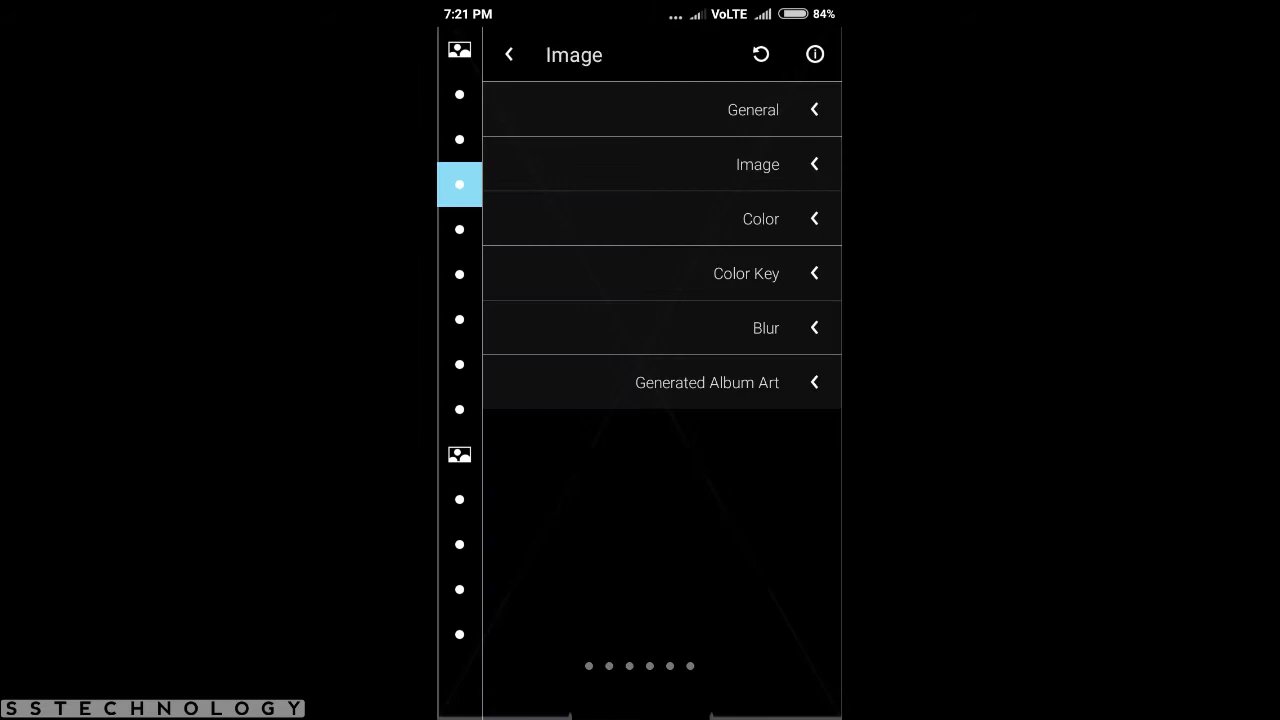 7:21 PM VoLTE 84%
Image
General
Image
Color
Color Key
Blur
Generated Album Art
SSTECHNOLOGY